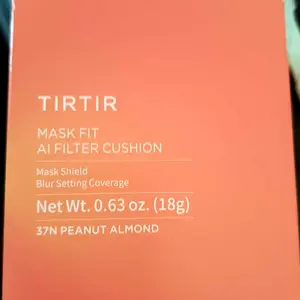 TIRTIR
MASK FIT
AI FILTER CUSHION
Mask Shield
Blur Setting Coverage
Net Wt. 0.63 oz. (18g)
37N PEANUT ALMOND